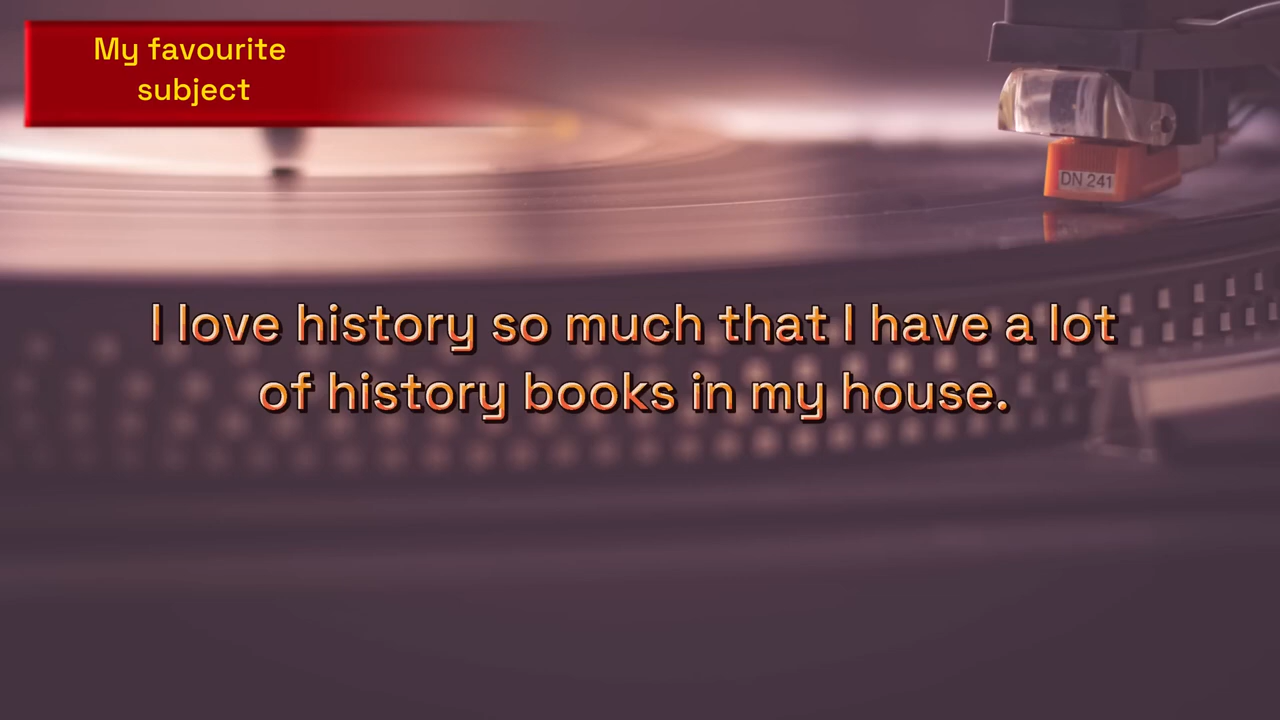 My favourite
subject
DN 241
I love history so much that I have a lot
of history books in my house.